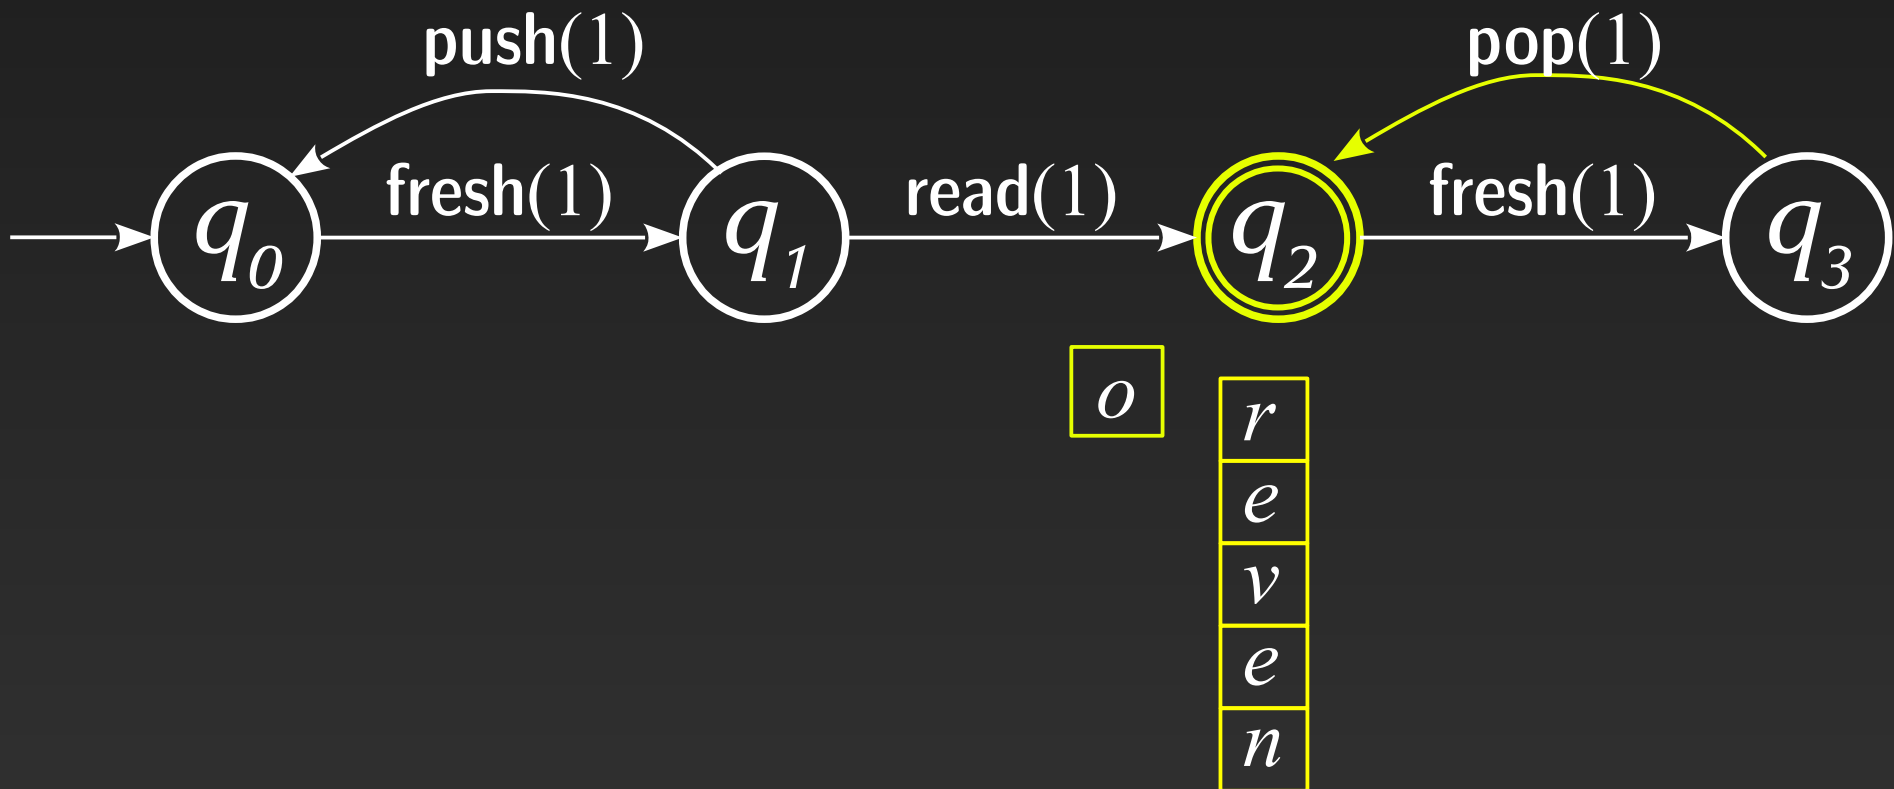 push(1) pop(1)
fresh(1) read(1) fresh(1)
q0 q1 q2 q3
o
r
e
v
e
n